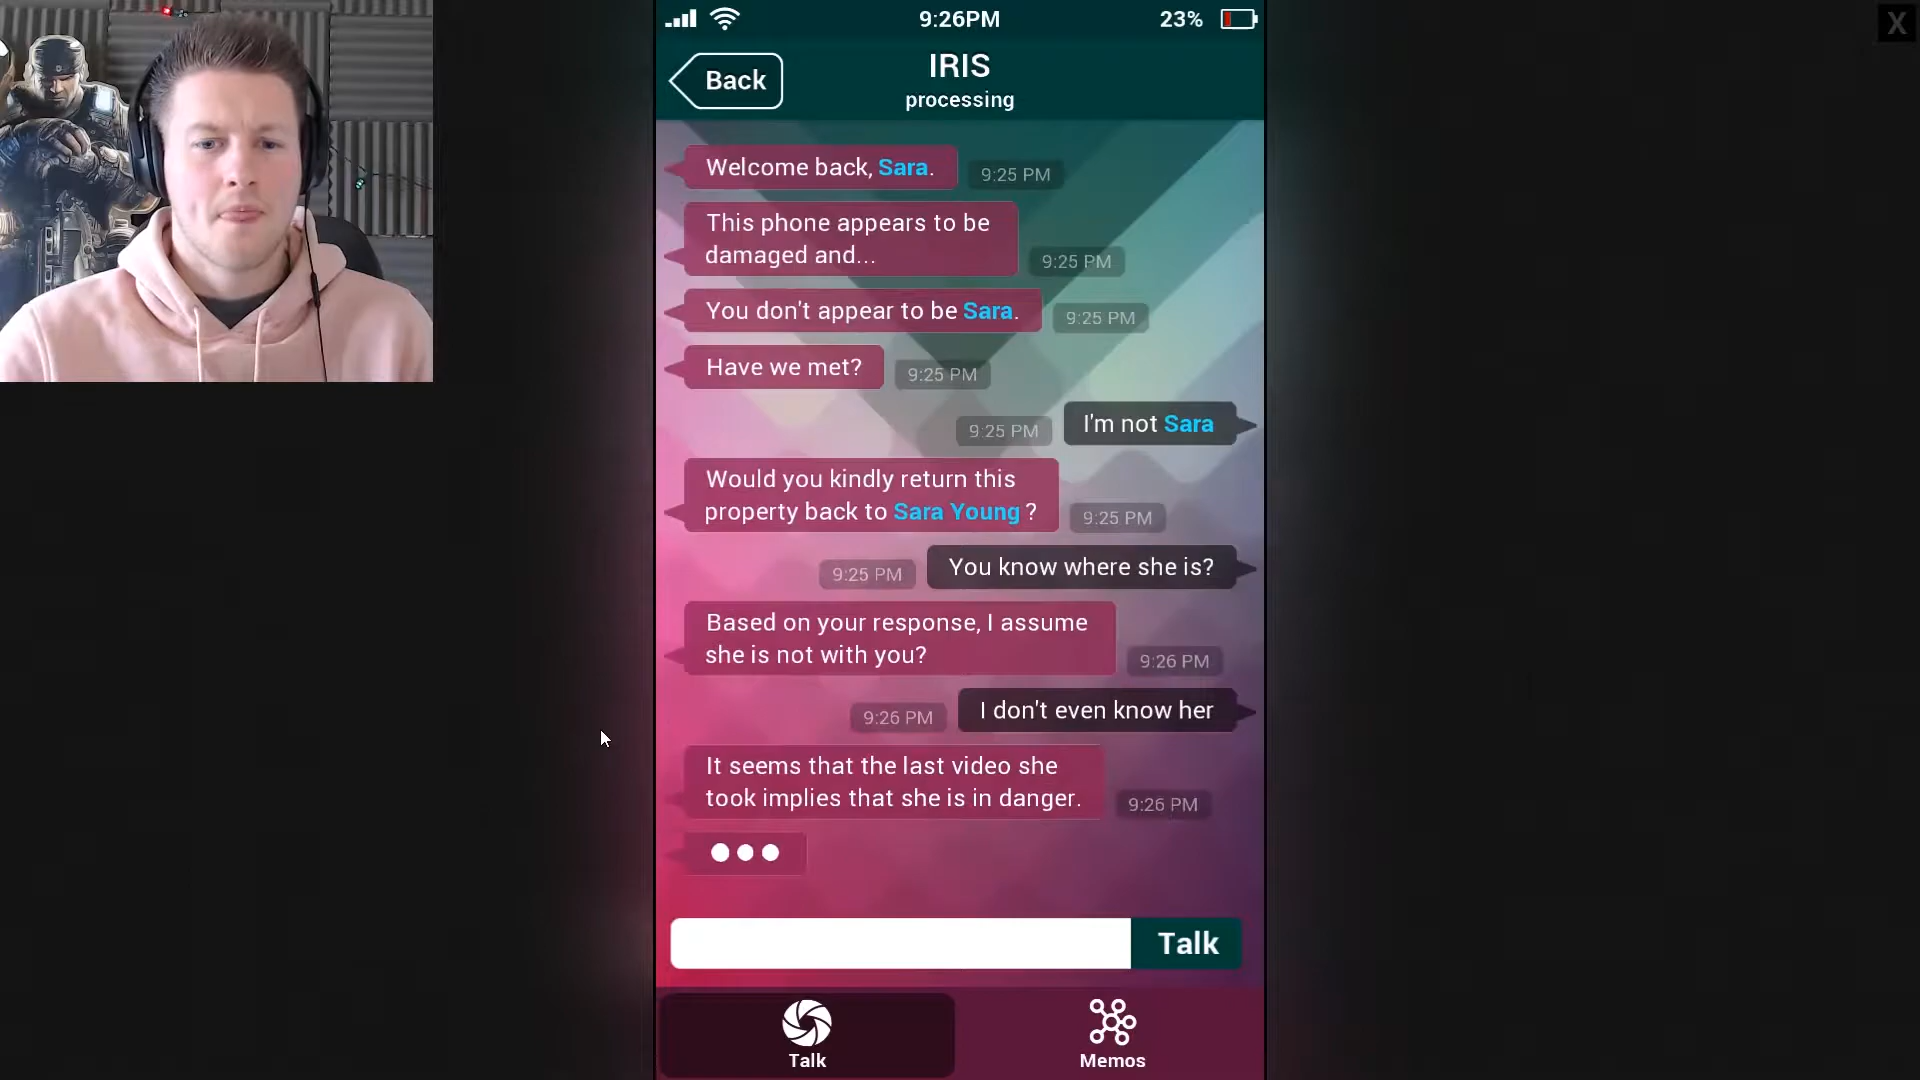 9:26PM
23%
X
Back
IRIS
processing
Welcome back, Sara.
9:25 PM
This phone appears to be
damaged and...
9:25 PM
You don't appear to be Sara.
9:25 PM
Have we met?
9:25 PM
I'm not Sara
9:25 PM
Would you kindly return this
property back to Sara Young ?
9:25 PM
You know where she is?
9:25 PM
Based on your response, I assume
she is not with you?
9:26 PM
I don't even know her
9:26 PM
It seems that the last video she
took implies that she is in danger.
9:26 PM
Talk
Talk
Memos